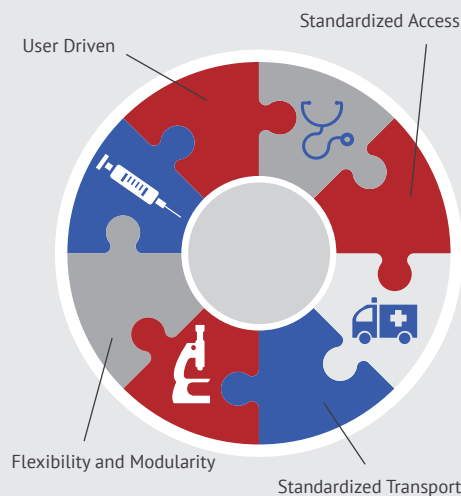 Standardized Access
User Driven
Flexibility and Modularity
Standardized Transport